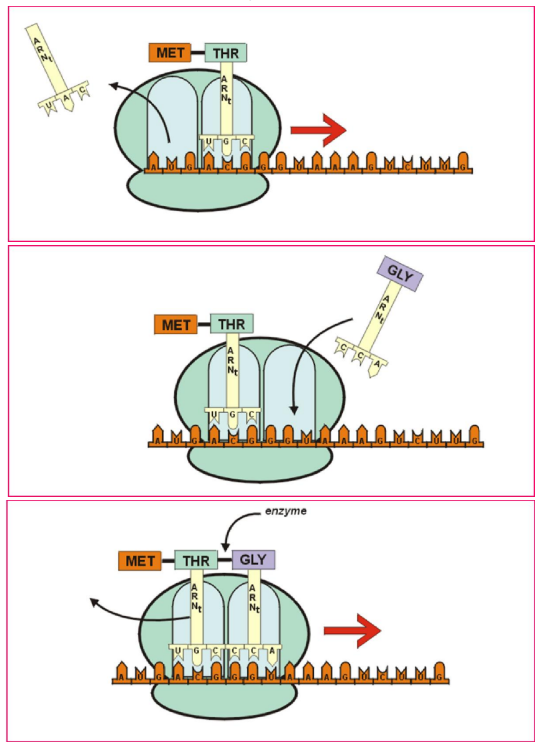 MET THR
ARNt
U A C
ARNt
U G C
A U G A C G G G U A A A G U C U U G
GLY
MET THR
ARNt
ARNt
C C A
U G C
A U G A C G G G U A A A G U C U U G
enzyme
MET THR GLY
ARNt ARNt
U G C C C A
A U G A C G G G U A A A G U C U U G